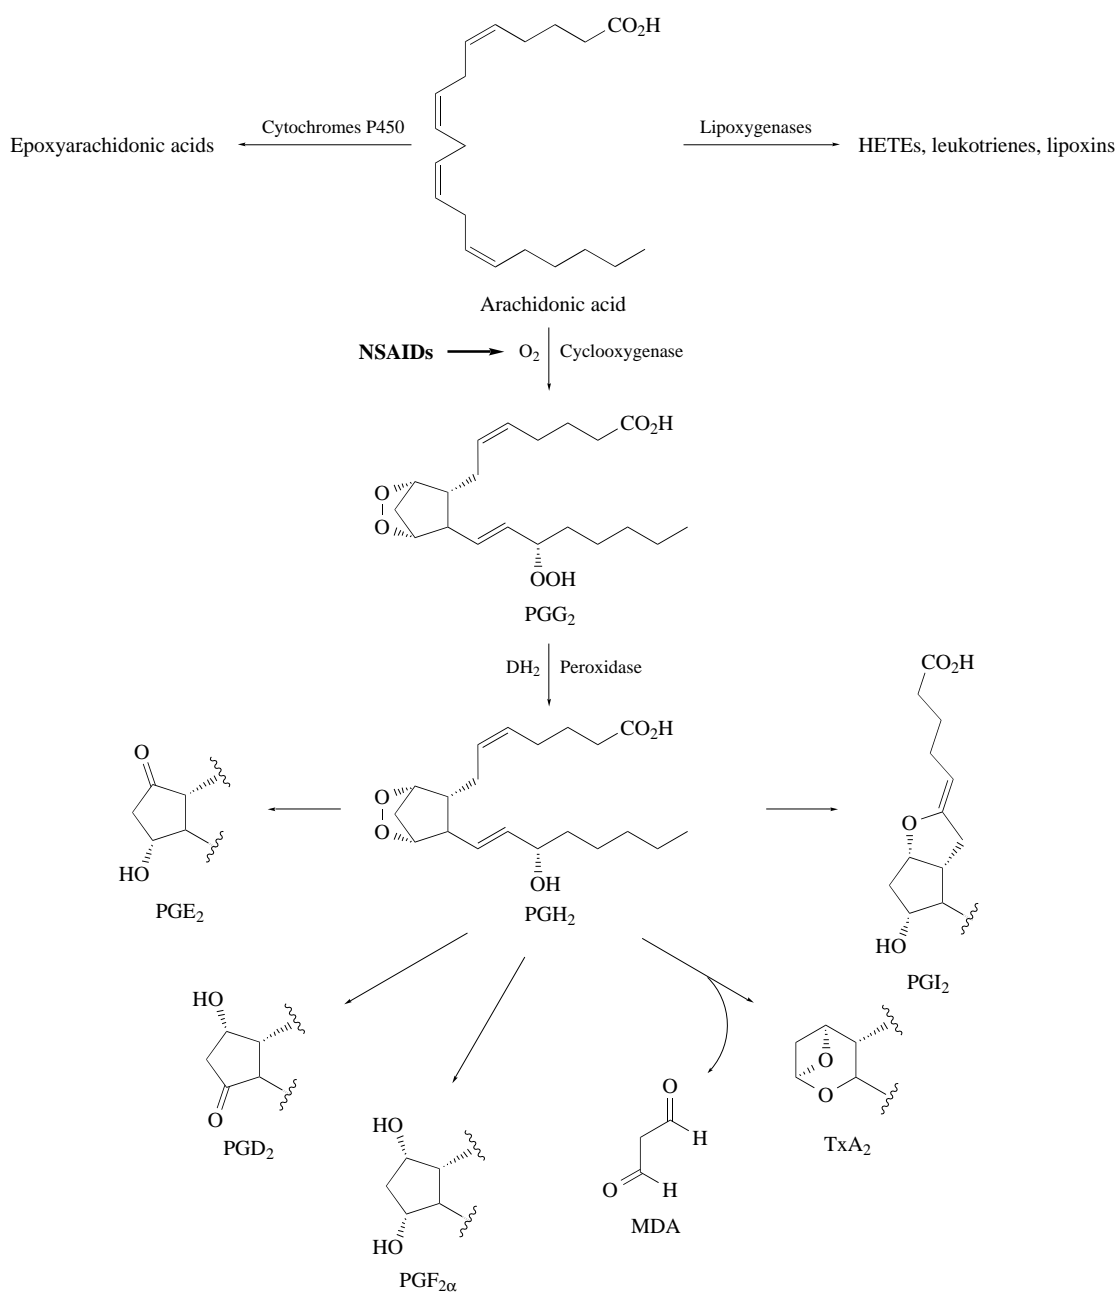 CO2H
Cytochromes P450
Lipoxygenases
Epoxyarachidonic acids
HETEs, leukotrienes, lipoxins
Arachidonic acid
NSAIDs
O2
Cyclooxygenase
CO2H
O
O
OOH
PGG2
DH2
Peroxidase
CO2H
CO2H
O
O
O
OH
HO
PGE2
PGH2
O
HO
PGI2
HO
O
PGD2
O
O
TxA2
O
H
O
H
MDA
HO
HO
PGF2α